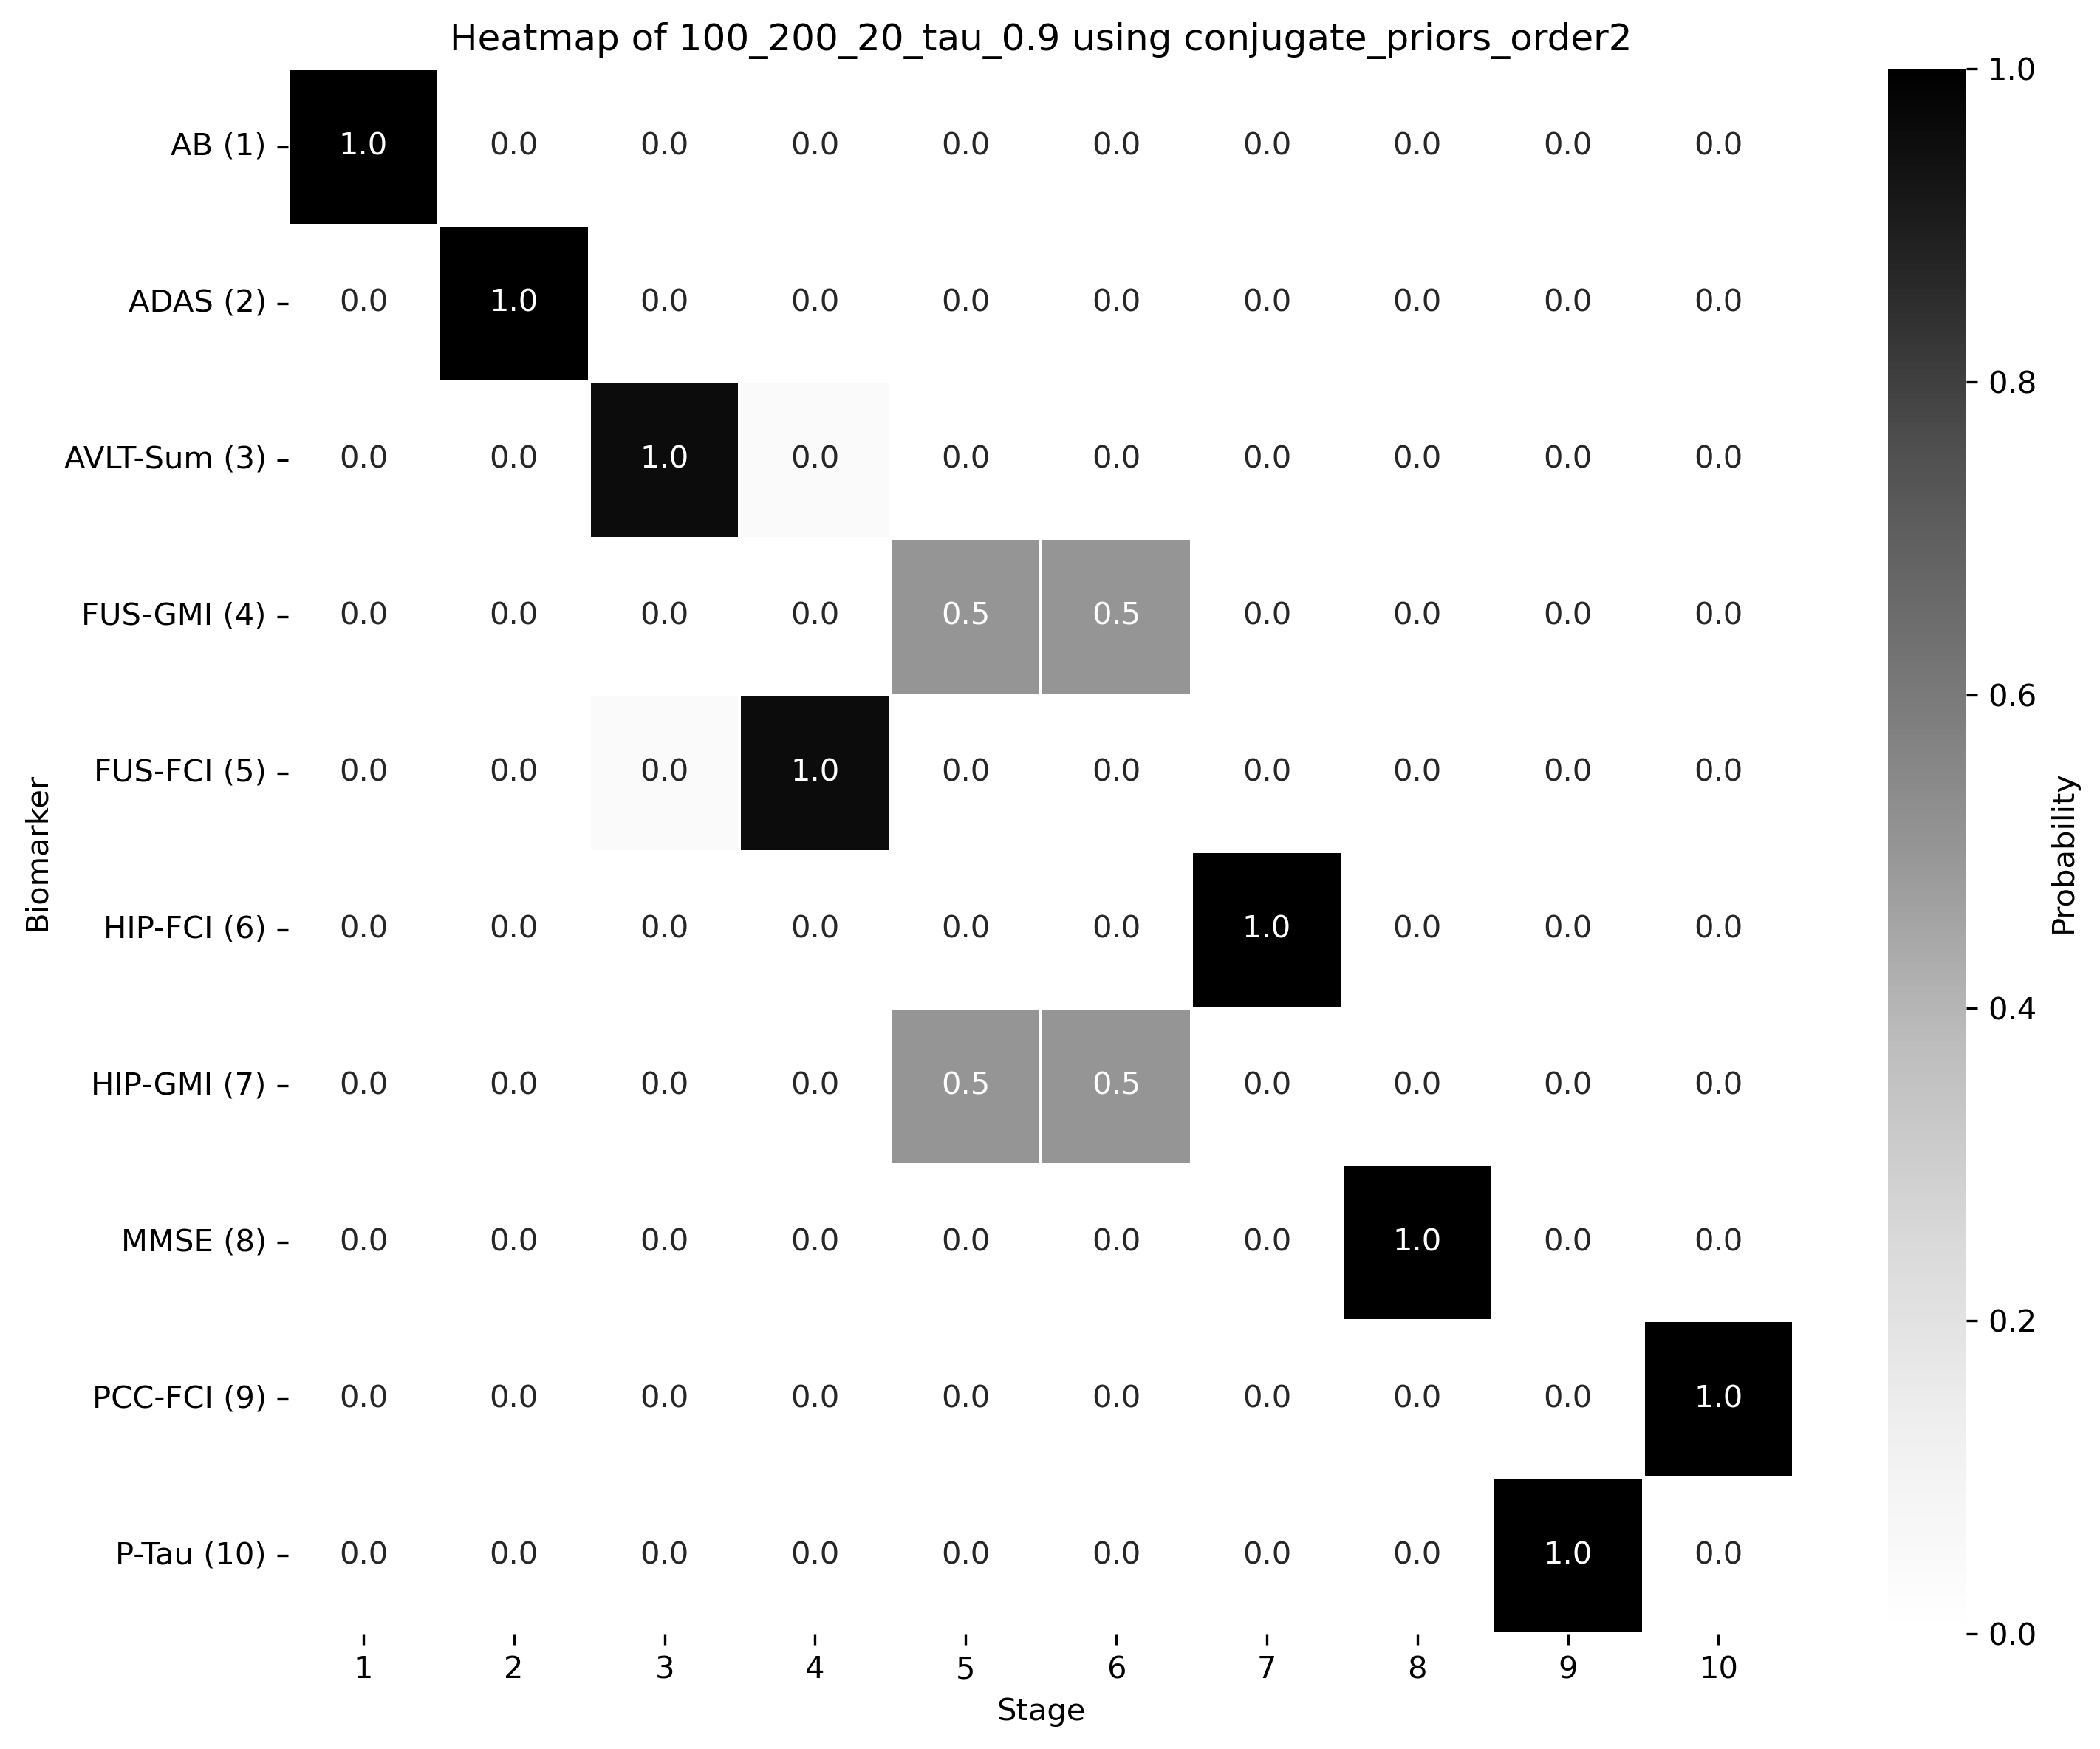 Heatmap of 100_200_20_tau_0.9 using conjugate_priors_order2
AB (1) 1.0 0.0 0.0 0.0 0.0 0.0 0.0 0.0 0.0 0.0
ADAS (2) 0.0 1.0 0.0 0.0 0.0 0.0 0.0 0.0 0.0 0.0
AVLT-Sum (3) 0.0 0.0 1.0 0.0 0.0 0.0 0.0 0.0 0.0 0.0
FUS-GMI (4) 0.0 0.0 0.0 0.0 0.5 0.5 0.0 0.0 0.0 0.0
FUS-FCI (5) 0.0 0.0 0.0 1.0 0.0 0.0 0.0 0.0 0.0 0.0
HIP-FCI (6) 0.0 0.0 0.0 0.0 0.0 0.0 1.0 0.0 0.0 0.0
HIP-GMI (7) 0.0 0.0 0.0 0.0 0.5 0.5 0.0 0.0 0.0 0.0
MMSE (8) 0.0 0.0 0.0 0.0 0.0 0.0 0.0 1.0 0.0 0.0
PCC-FCI (9) 0.0 0.0 0.0 0.0 0.0 0.0 0.0 0.0 0.0 1.0
P-Tau (10) 0.0 0.0 0.0 0.0 0.0 0.0 0.0 0.0 1.0 0.0
1 2 3 4 5 6 7 8 9 10
Stage
Biomarker
1.0
0.8
0.6
0.4
0.2
0.0
Probability